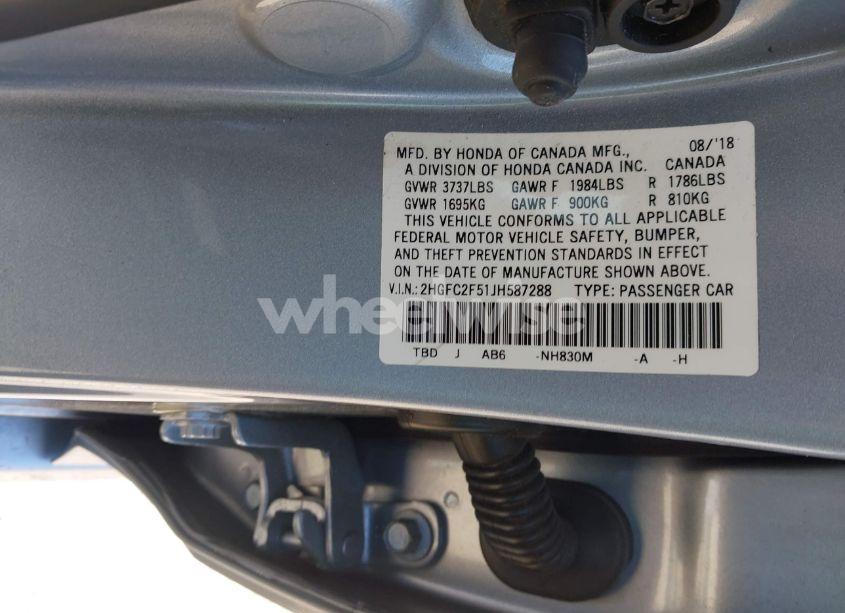 MFD. BY HONDA OF CANADA MFG., 08/'18
A DIVISION OF HONDA CANADA INC. CANADA
GVWR 3737LBS GAWR F 1984LBS R 1786LBS
GVWR 1695KG GAWR F 900KG R 810KG
THIS VEHICLE CONFORMS TO ALL APPLICABLE
FEDERAL MOTOR VEHICLE SAFETY, BUMPER,
AND THEFT PREVENTION STANDARDS IN EFFECT
ON THE DATE OF MANUFACTURE SHOWN ABOVE.
V.I.N.: 2HGFC2F51JH587288 TYPE: PASSENGER CAR
wheelwise
TBD J AB6 -NH830M -A -H